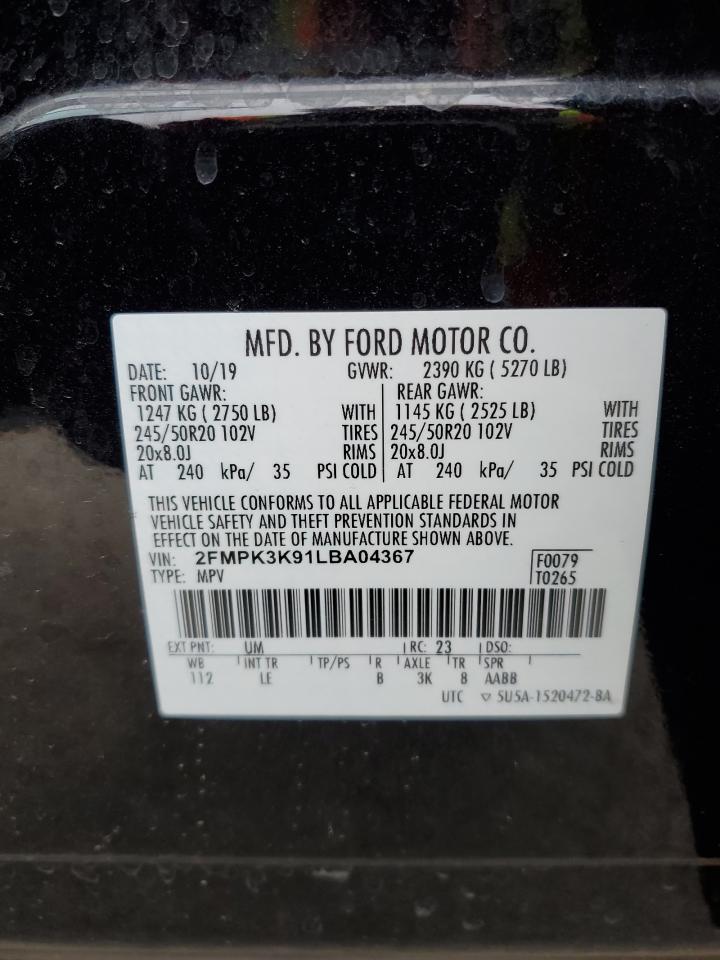 MFD. BY FORD MOTOR CO.
DATE: 10/19 GVWR: 2390 KG ( 5270 LB)
FRONT GAWR: REAR GAWR:
1247 KG ( 2750 LB) WITH 1145 KG ( 2525 LB) WITH
245/50R20 102V TIRES 245/50R20 102V TIRES
20x8.0J RIMS 20x8.0J RIMS
AT 240 kPa/ 35 PSI COLD AT 240 kPa/ 35 PSI COLD
THIS VEHICLE CONFORMS TO ALL APPLICABLE FEDERAL MOTOR
VEHICLE SAFETY AND THEFT PREVENTION STANDARDS IN
EFFECT ON THE DATE OF MANUFACTURE SHOWN ABOVE.
VIN: 2FMPK3K91LBA04367 F0079
TYPE: MPV T0265
EXT PNT: UM RC: 23 DSO:
WB INT TR TP/PS R AXLE TR SPR
112 LE B 3K 8 AABB
UTC ▽ 5U5A-1520472-BA